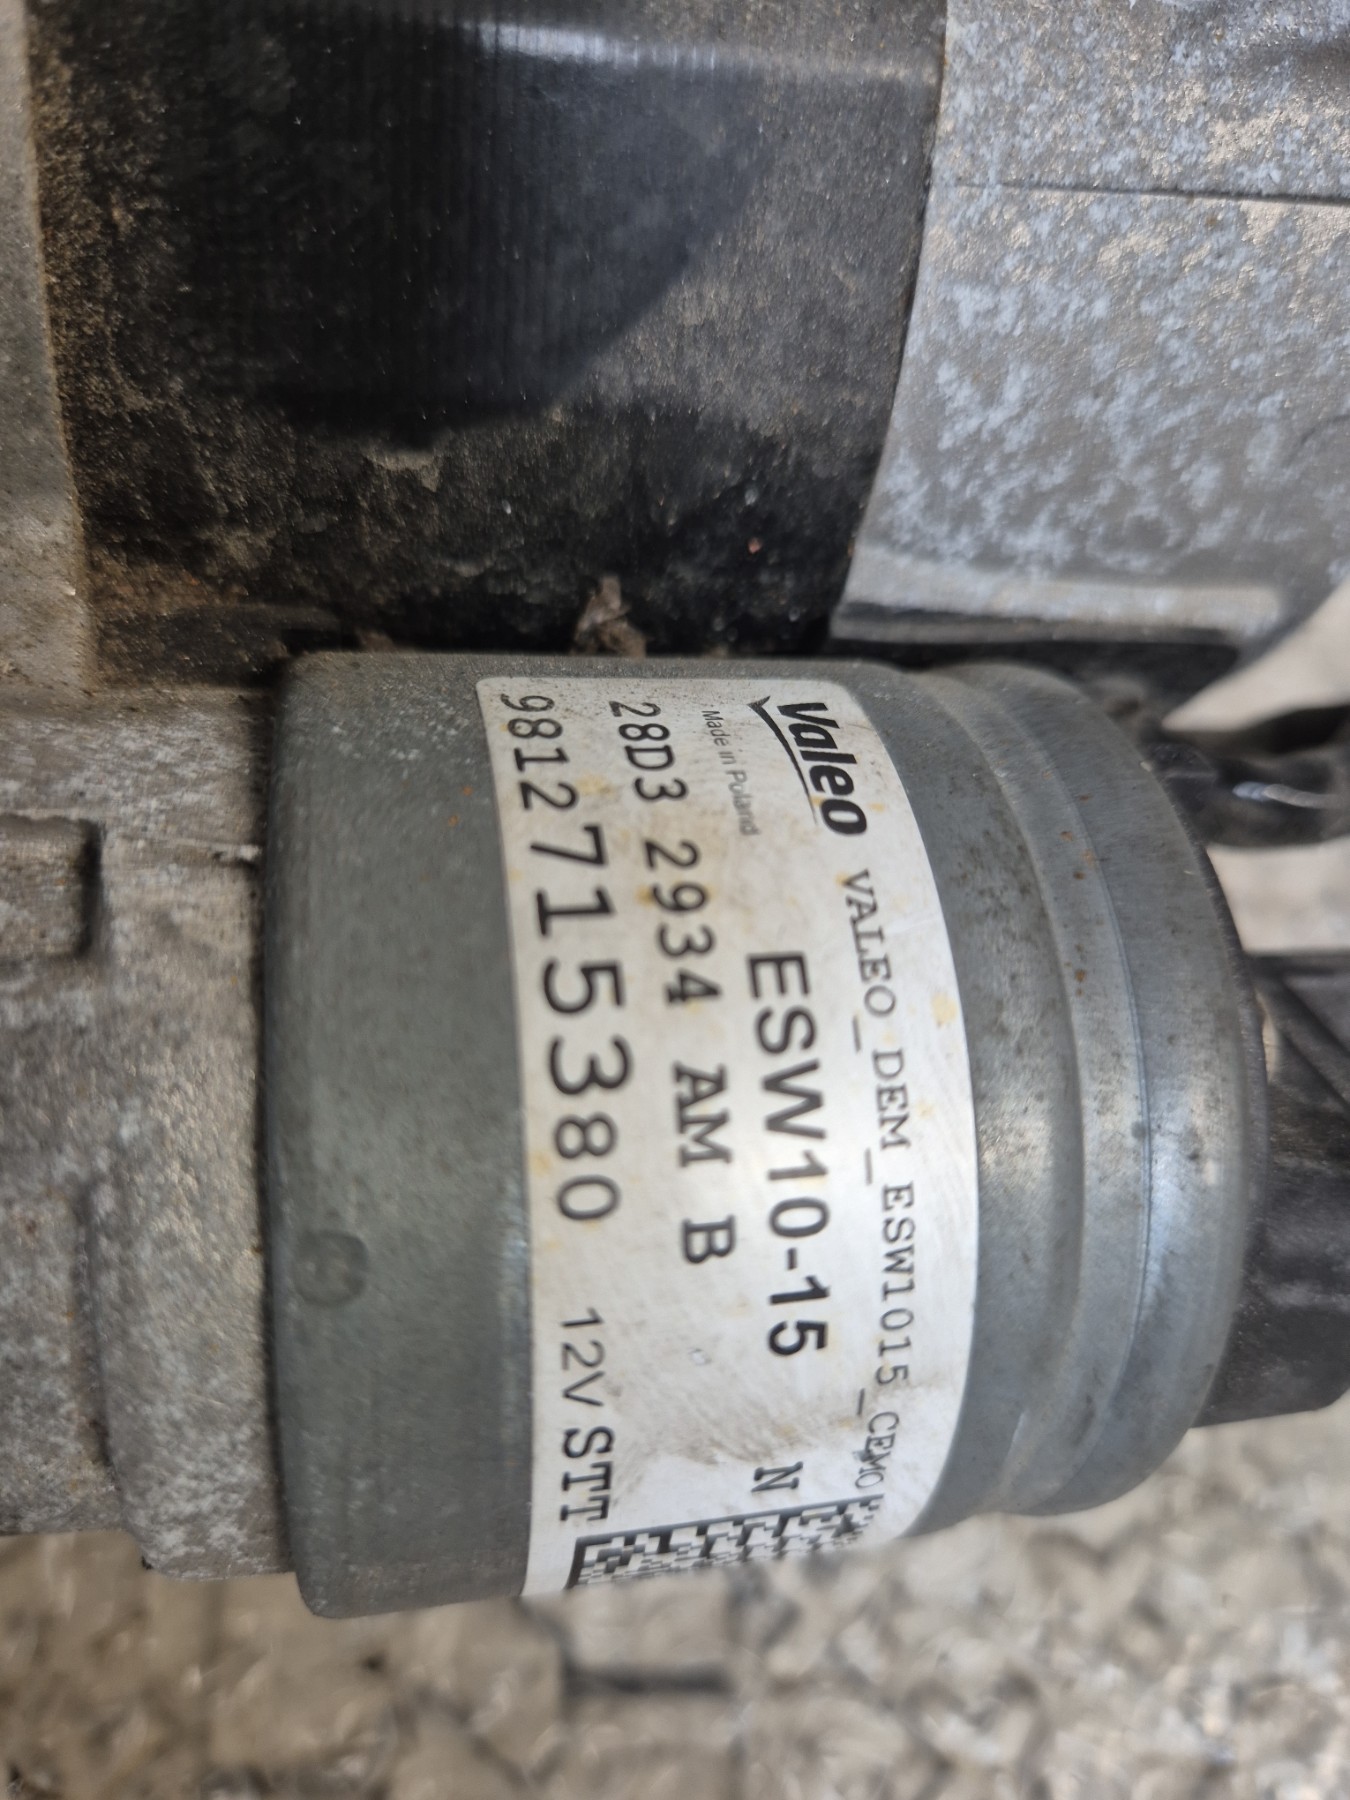 Valeo VALEO_DEM_ESW1015_CEMO
Made in Poland
ESW10-15 N
28D3 2934 AM B
9812715380 12V STT